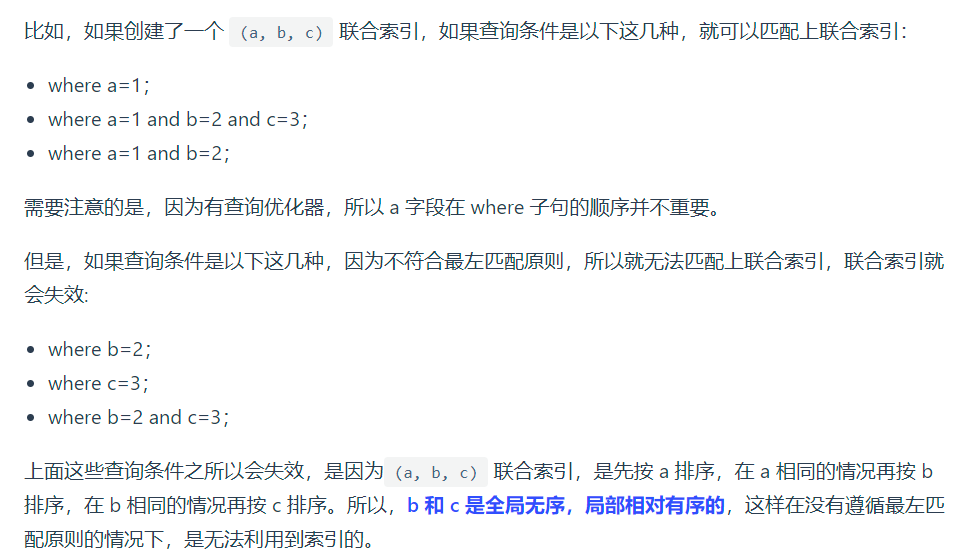 比如，如果创建了一个 (a, b, c) 联合索引，如果查询条件是以下这几种，就可以匹配上联合索引：
• where a=1；
• where a=1 and b=2 and c=3；
• where a=1 and b=2；
需要注意的是，因为有查询优化器，所以 a 字段在 where 子句的顺序并不重要。
但是，如果查询条件是以下这几种，因为不符合最左匹配原则，所以就无法匹配上联合索引，联合索引就
会失效:
• where b=2；
• where c=3；
• where b=2 and c=3；
上面这些查询条件之所以会失效，是因为 (a, b, c) 联合索引，是先按 a 排序，在 a 相同的情况再按 b
排序，在 b 相同的情况再按 c 排序。所以，b 和 c 是全局无序，局部相对有序的，这样在没有遵循最左匹
配原则的情况下，是无法利用到索引的。